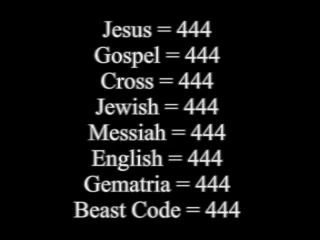 Jesus = 444
Gospel = 444
Cross = 444
Jewish = 444
Messiah = 444
English = 444
Gematria = 444
Beast Code = 444